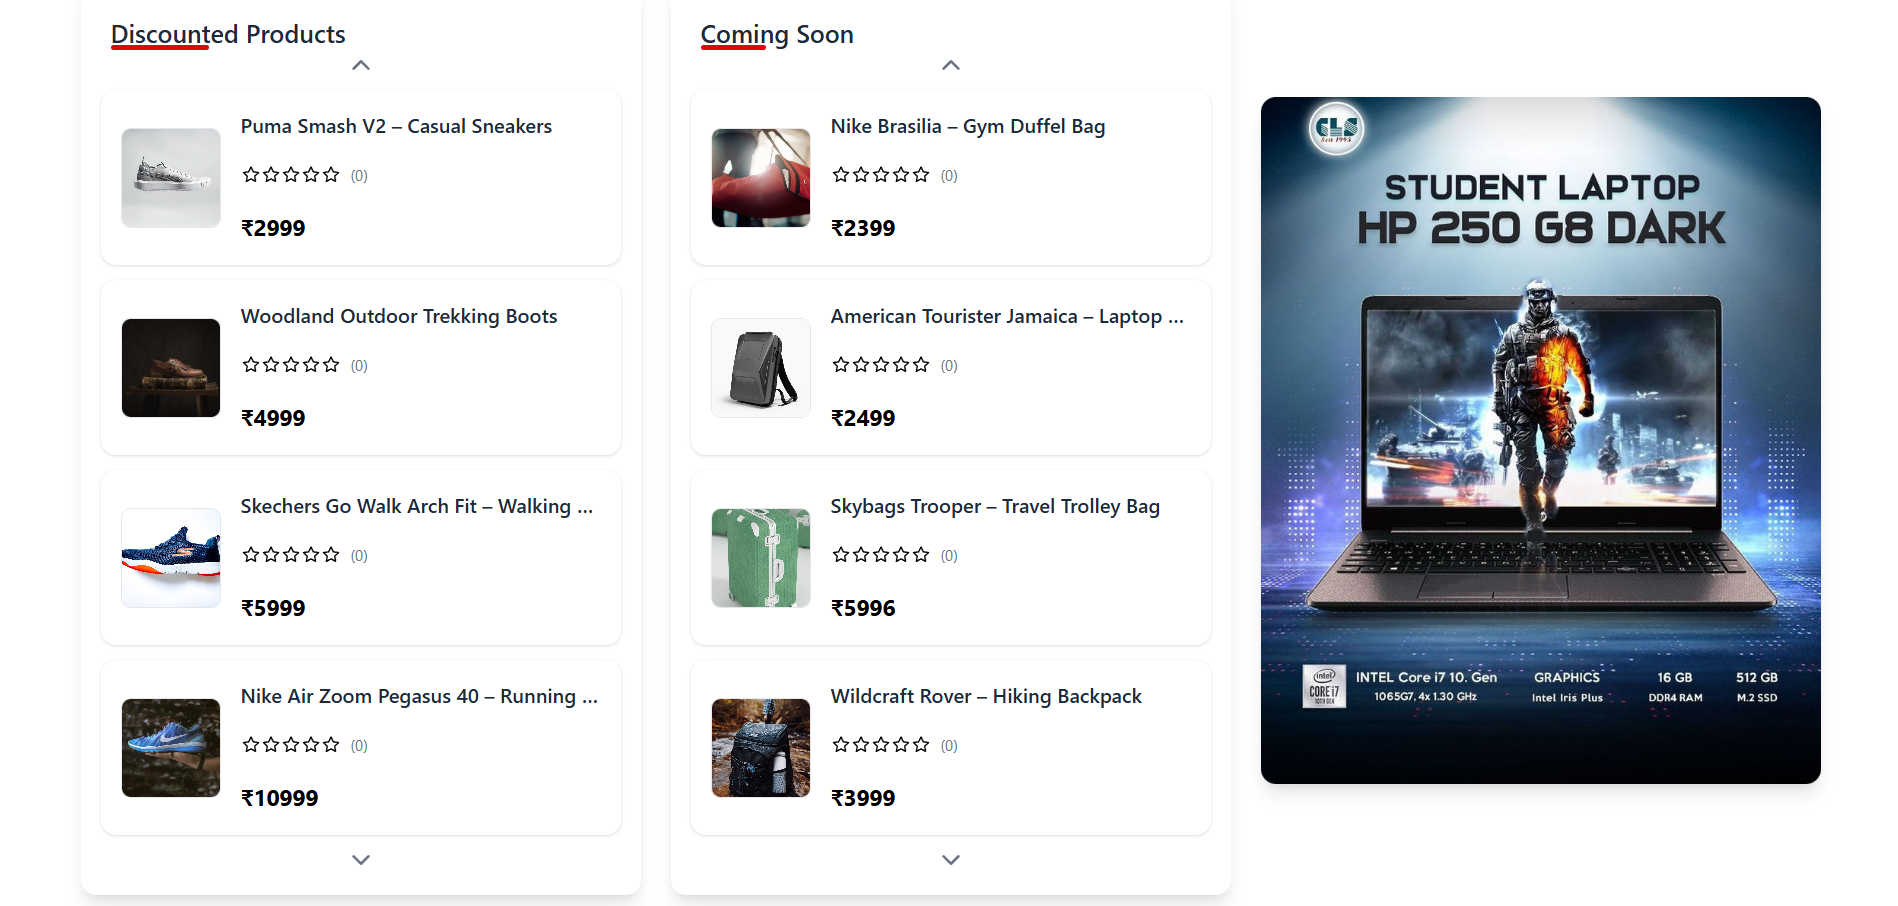 Discounted Products
Puma Smash V2 – Casual Sneakers
(0)
₹2999
Woodland Outdoor Trekking Boots
(0)
₹4999
Skechers Go Walk Arch Fit – Walking ...
(0)
₹5999
Nike Air Zoom Pegasus 40 – Running ...
(0)
₹10999
Coming Soon
Nike Brasilia – Gym Duffel Bag
(0)
₹2399
American Tourister Jamaica – Laptop ...
(0)
₹2499
Skybags Trooper – Travel Trolley Bag
(0)
₹5996
Wildcraft Rover – Hiking Backpack
(0)
₹3999
CLS
Seit 1993
STUDENT LAPTOP
HP 250 G8 DARK
intel
CORE i7
10TH GEN
INTEL Core i7 10. Gen
1065G7, 4x 1.30 GHz
GRAPHICS
Intel Iris Plus
16 GB
DDR4 RAM
512 GB
M.2 SSD